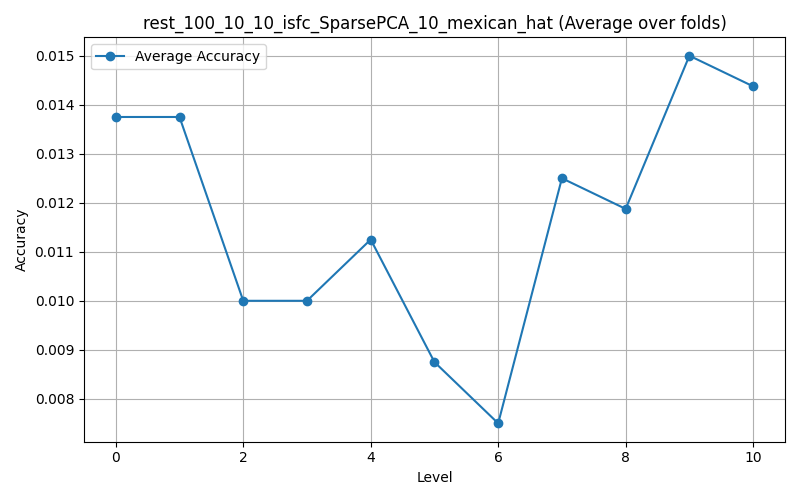 rest_100_10_10_isfc_SparsePCA_10_mexican_hat (Average over folds)
Average Accuracy
0.015
0.014
0.013
0.012
0.011
0.010
0.009
0.008
Accuracy
0 2 4 6 8 10
Level